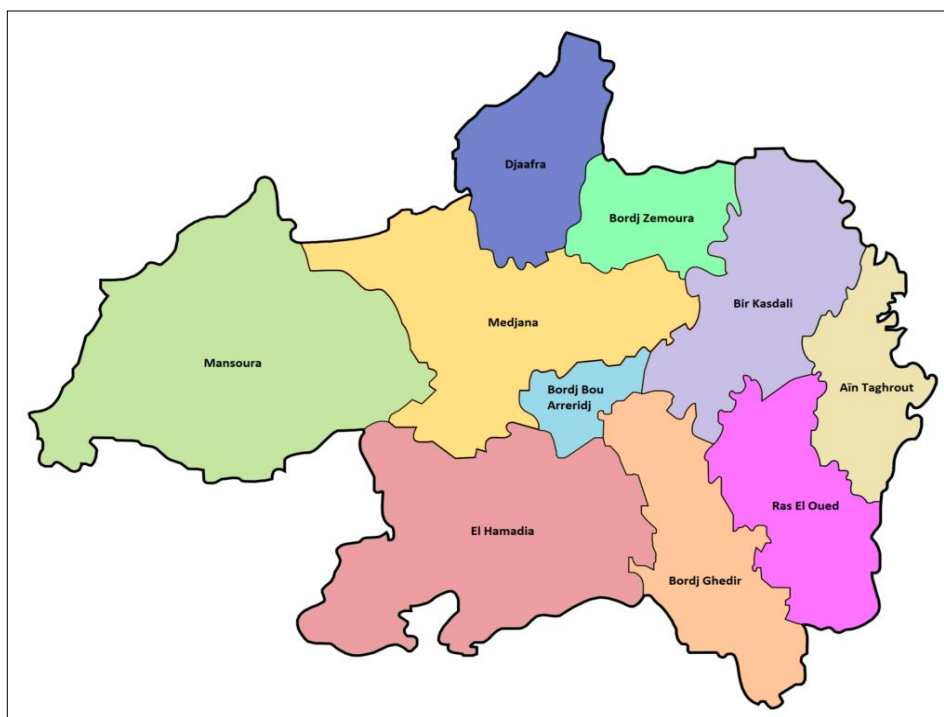 Djaafra
Bordj Zemoura
Bir Kasdali
Medjana
Mansoura
Aïn Taghrout
Bordj Bou
Arreridj
Ras El Oued
El Hamadia
Bordj Ghedir